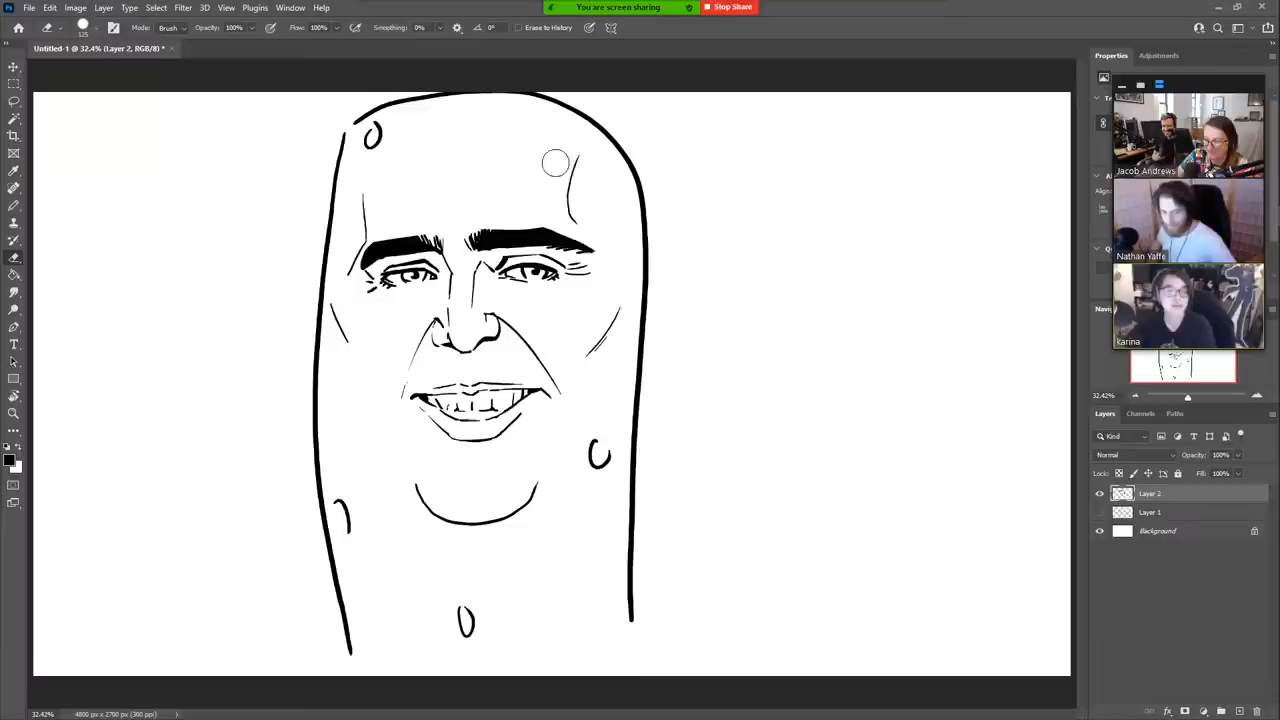 File Edit Image Layer Type Select Filter 3D View Plugins Window Help
You are screen sharing
Stop Share
125
Mode: Brush Opacity: 100% Flow: 100% Smoothing: 0% 0° Erase to History
Untitled-1 @ 32.4% (Layer 2, RGB/8) * ×
Properties Adjustments
Jacob Andrews
Nathan Yaffe
karina
32.42%
Layers Channels Paths
Kind
Normal Opacity: 100%
Lock: Fill: 100%
Layer 2
Layer 1
Background
32.42% 4800 px x 2700 px (300 ppi)